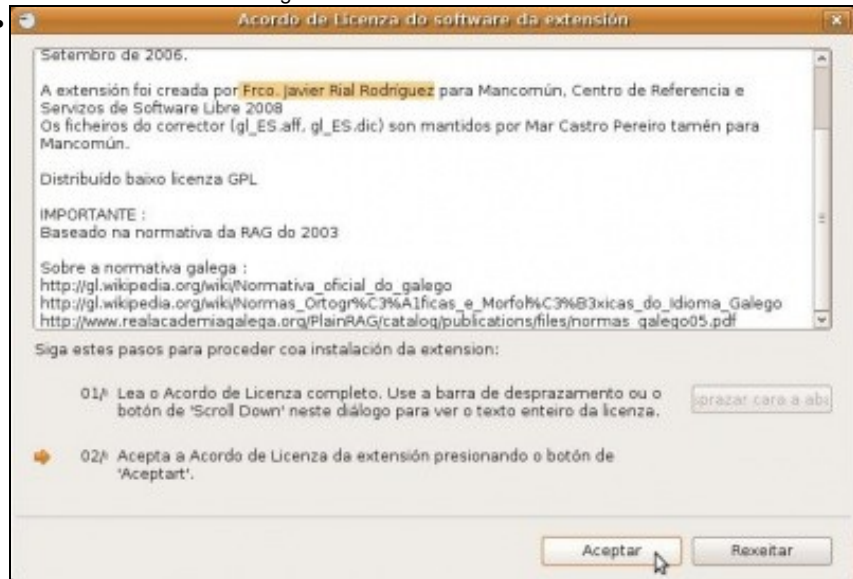 Acordo de Licenza do software da extensión
Setembro de 2006.
A extensión foi creada por Frco. Javier Rial Rodríguez para Mancomún, Centro de Referencia e
Servizos de Software Libre 2008
Os ficheiros do corrector (gl_ES.aff, gl_ES.dic) son mantidos por Mar Castro Pereiro tamén para
Mancomún.
Distribuído baixo licenza GPL
IMPORTANTE :
Baseado na normativa da RAG do 2003
Sobre a normativa galega :
http://gl.wikipedia.org/wiki/Normativa_oficial_do_galego
http://gl.wikipedia.org/wiki/Normas_Ortogr%C3%A1ficas_e_Morfol%C3%B3xicas_do_Idioma_Galego
http://www.realacademiagalega.org/PlainRAG/catalog/publications/files/normas_galego05.pdf
Siga estes pasos para proceder coa instalación da extension:
01/ Lea o Acordo de Licenza completo. Use a barra de desprazamento ou o
botón de 'Scroll Down' neste diálogo para ver o texto enteiro da licenza.
sprazar cara a aba
02/ Acepta a Acordo de Licenza da extensión presionando o botón de
'Aceptart'.
Aceptar
Rexeitar